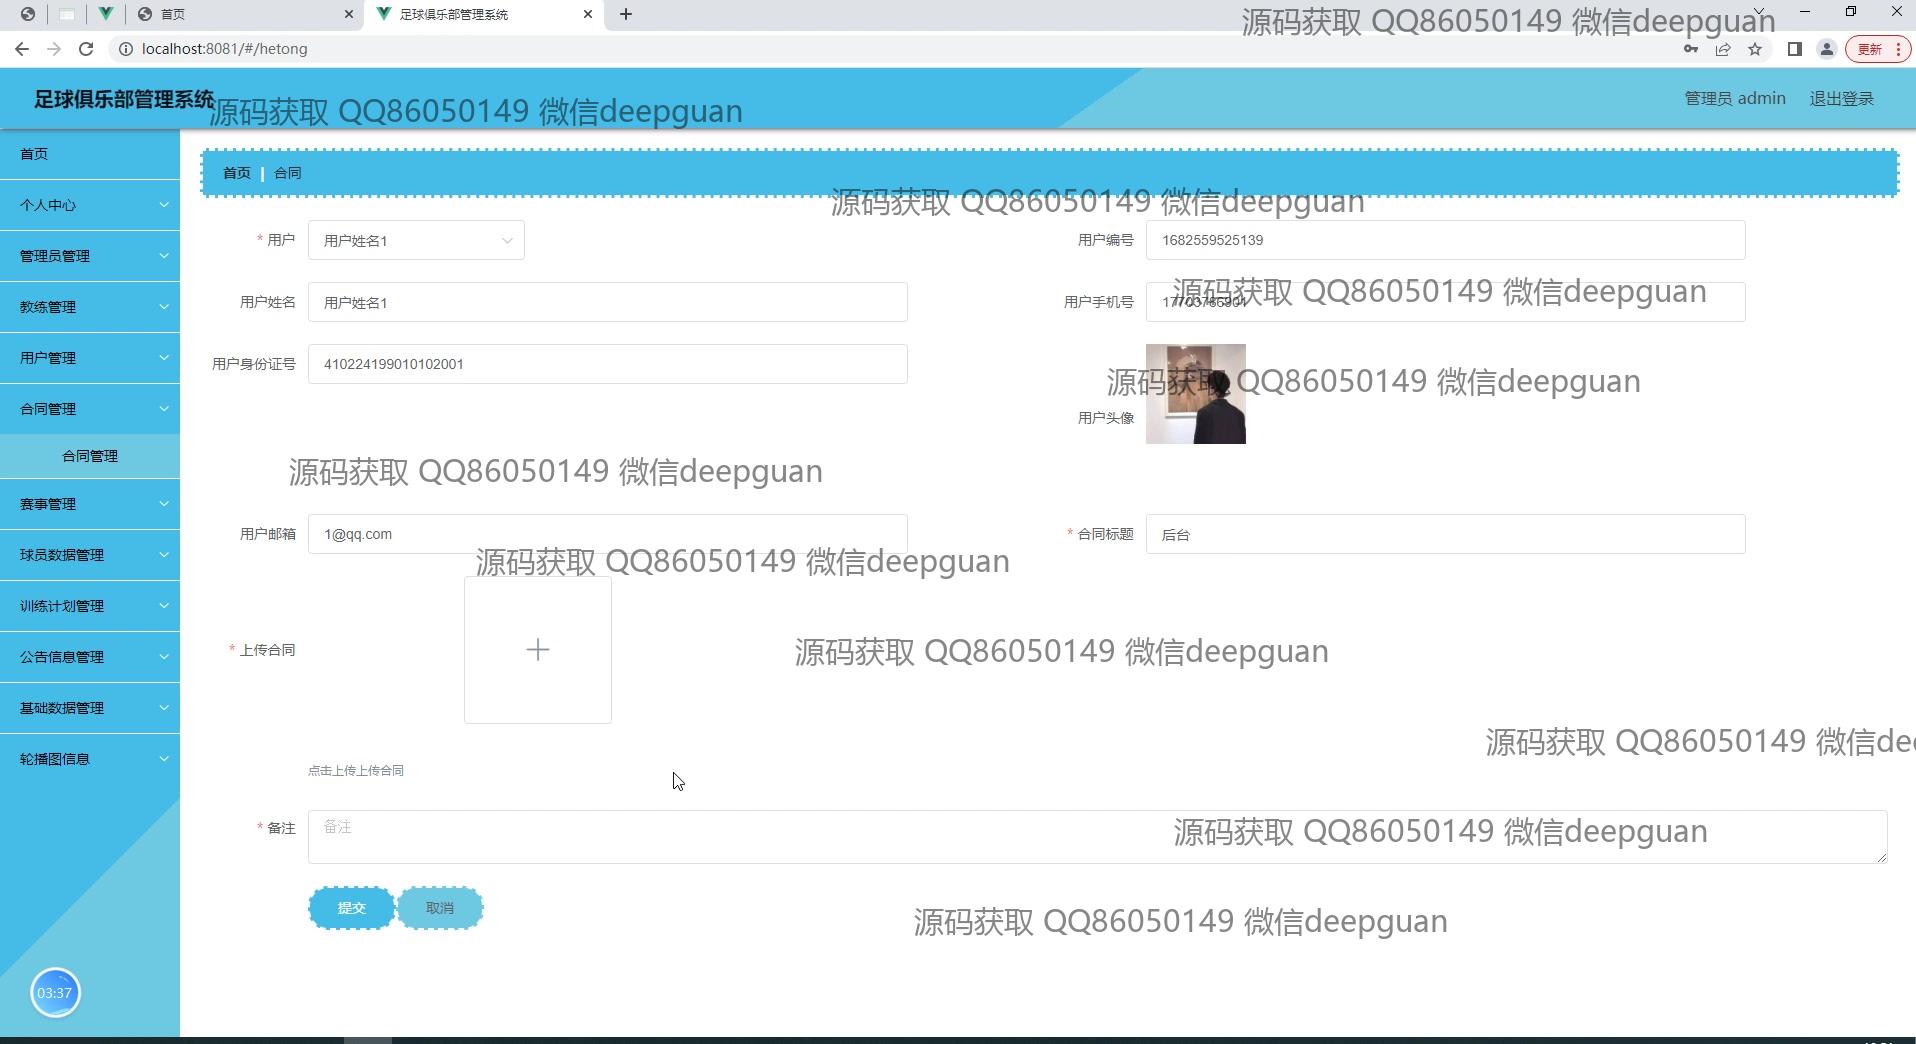 首页
足球俱乐部管理系统
源码获取 QQ86050149 微信deepguan
localhost:8081/#/hetong
更新
足球俱乐部管理系统
源码获取 QQ86050149 微信deepguan
管理员 admin
退出登录
首页
个人中心
管理员管理
教练管理
用户管理
合同管理
合同管理
赛事管理
球员数据管理
训练计划管理
公告信息管理
基础数据管理
轮播图信息
03:37
首页
合同
源码获取 QQ86050149 微信deepguan
* 用户
用户姓名1
用户编号
1682559525139
用户姓名
用户姓名1
用户手机号
源码获取 QQ86050149 微信deepguan
用户身份证号
410224199010102001
源码获取 QQ86050149 微信deepguan
用户头像
源码获取 QQ86050149 微信deepguan
用户邮箱
1@qq.com
* 合同标题
后台
源码获取 QQ86050149 微信deepguan
* 上传合同
源码获取 QQ86050149 微信deepguan
源码获取 QQ86050149 微信dee
点击上传上传合同
* 备注
备注
源码获取 QQ86050149 微信deepguan
提交
取消
源码获取 QQ86050149 微信deepguan